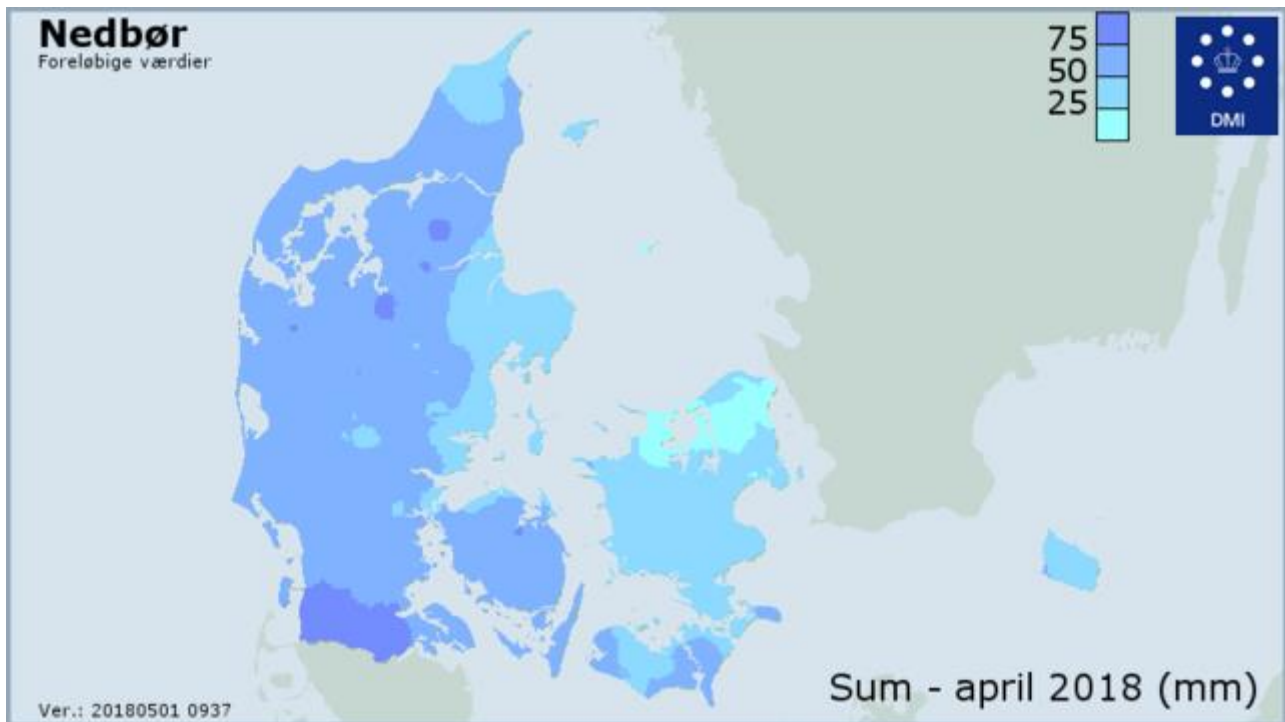 Nedbør
Foreløbige værdier
75
50
25
DMI
Sum - april 2018 (mm)
Ver.: 20180501 0937